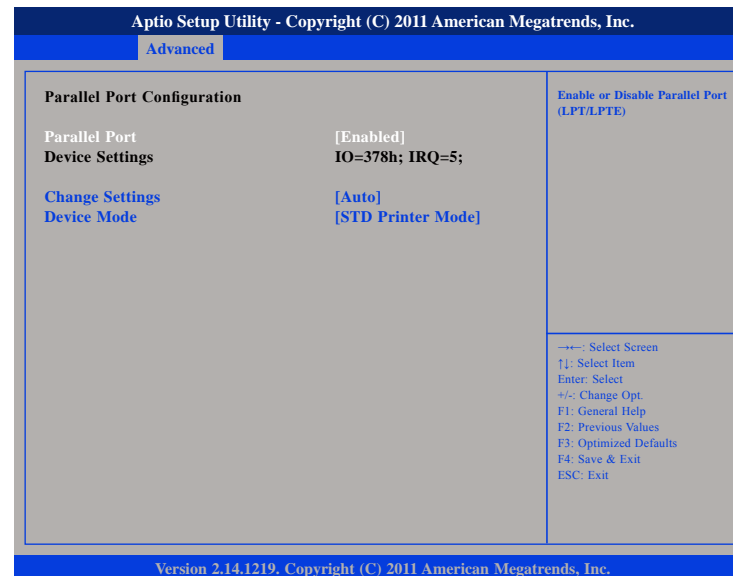 Aptio Setup Utility - Copyright (C) 2011 American Megatrends, Inc.
Advanced
Parallel Port Configuration
Parallel Port [Enabled]
Device Settings IO=378h; IRQ=5;
Change Settings [Auto]
Device Mode [STD Printer Mode]
Enable or Disable Parallel Port
(LPT/LPTE)
→←: Select Screen
↑↓: Select Item
Enter: Select
+/-: Change Opt.
F1: General Help
F2: Previous Values
F3: Optimized Defaults
F4: Save & Exit
ESC: Exit
Version 2.14.1219. Copyright (C) 2011 American Megatrends, Inc.